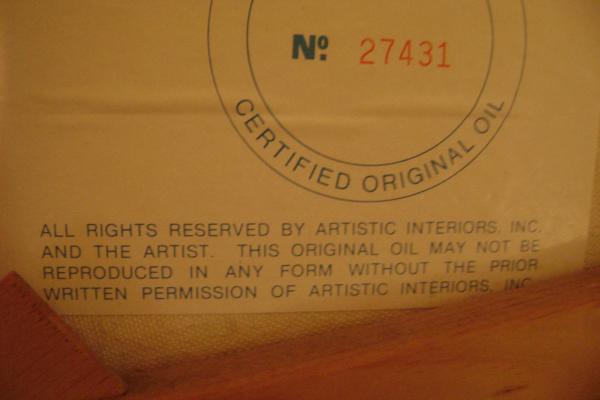 Nº 27431
CERTIFIED ORIGINAL OIL
ALL RIGHTS RESERVED BY ARTISTIC INTERIORS, INC.
AND THE ARTIST. THIS ORIGINAL OIL MAY NOT BE
REPRODUCED IN ANY FORM WITHOUT THE PRIOR
WRITTEN PERMISSION OF ARTISTIC INTERIORS, INC